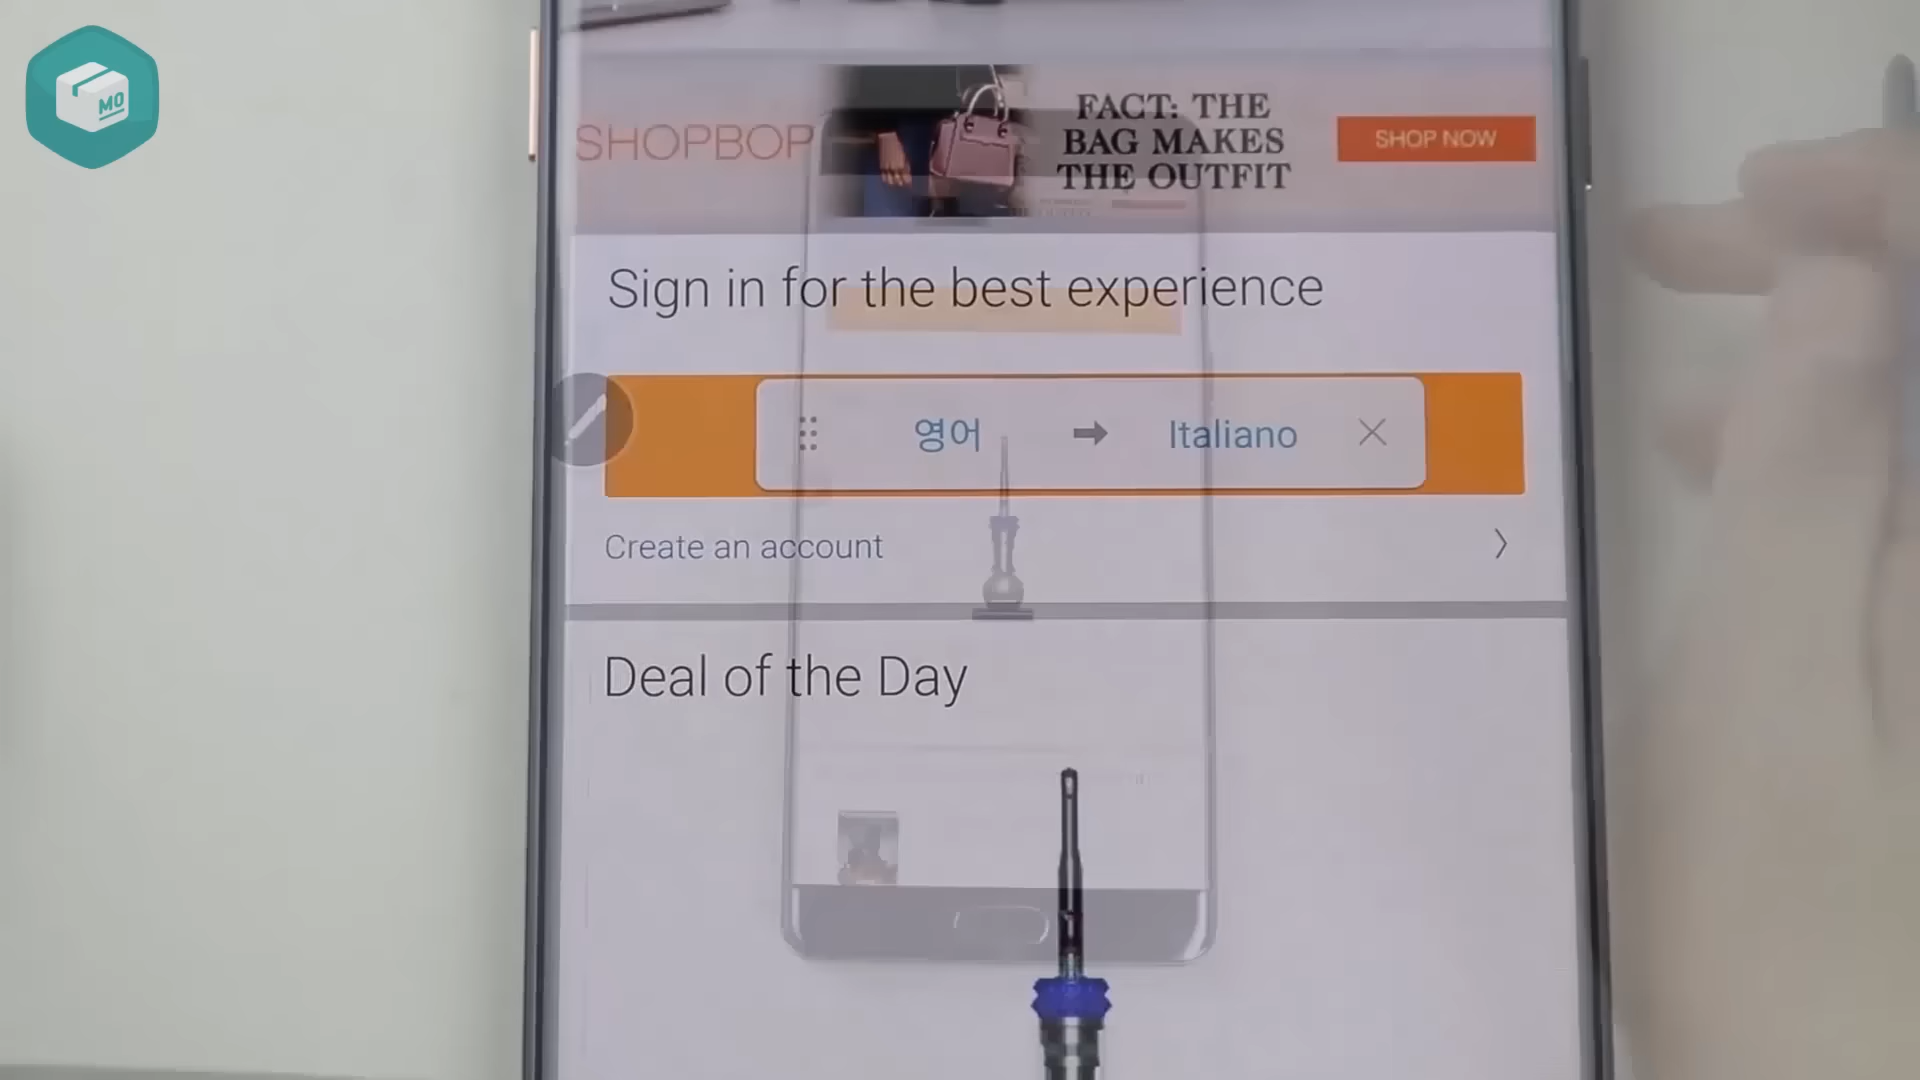 MO
SHOPBOP
FACT: THE
BAG MAKES
THE OUTFIT
SHOP NOW
Sign in for the best experience
영어 → Italiano
Create an account
Deal of the Day